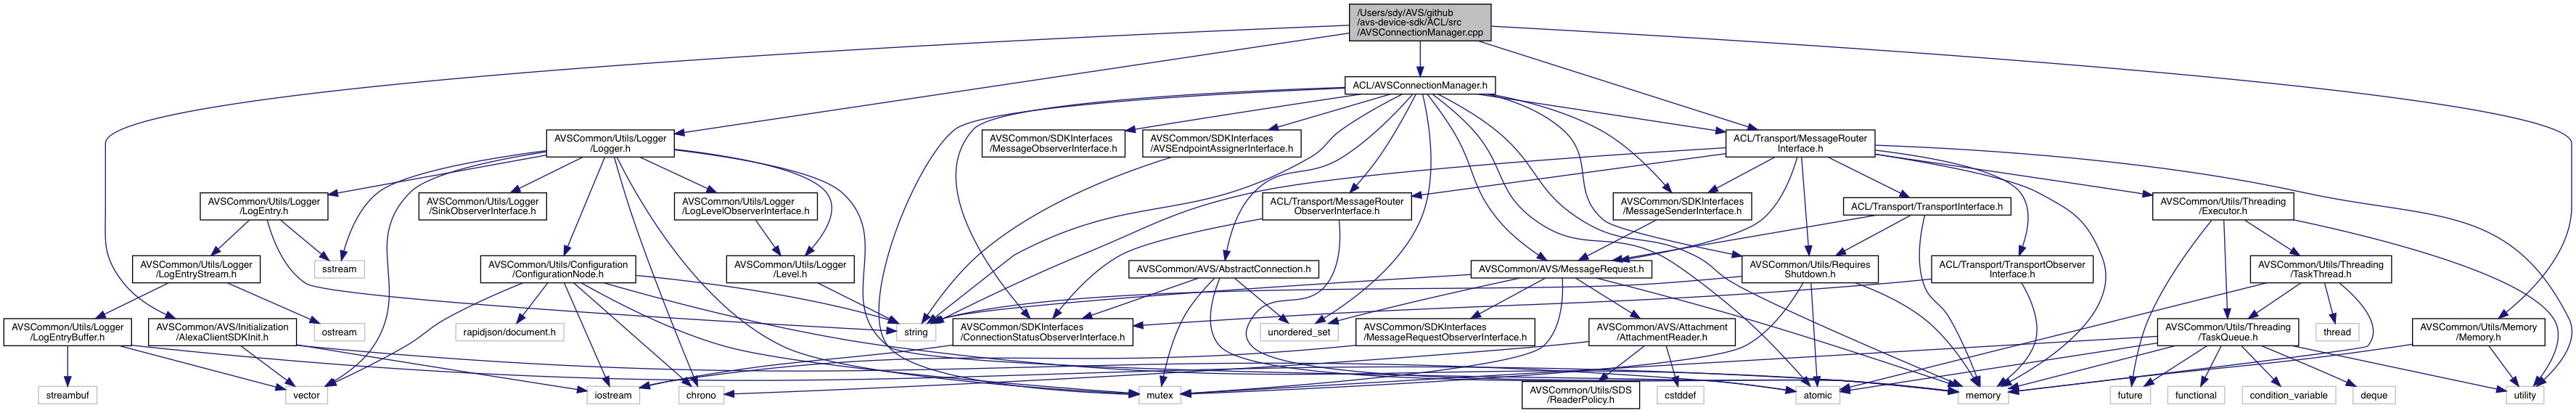 /Users/sdy/AVS/github
/avs-device-sdk/ACL/src
/AVSConnectionManager.cpp
ACL/AVSConnectionManager.h
AVSCommon/Utils/Logger
/Logger.h
AVSCommon/SDKInterfaces
/MessageObserverInterface.h
AVSCommon/SDKInterfaces
/AVSEndpointAssignerInterface.h
ACL/Transport/MessageRouter
Interface.h
AVSCommon/Utils/Logger
/LogEntry.h
AVSCommon/Utils/Logger
/SinkObserverInterface.h
AVSCommon/Utils/Logger
/LogLevelObserverInterface.h
ACL/Transport/MessageRouter
ObserverInterface.h
AVSCommon/SDKInterfaces
/MessageSenderInterface.h
ACL/Transport/TransportInterface.h
AVSCommon/Utils/Threading
/Executor.h
AVSCommon/Utils/Logger
/LogEntryStream.h
sstream
AVSCommon/Utils/Configuration
/ConfigurationNode.h
AVSCommon/Utils/Logger
/Level.h
AVSCommon/AVS/AbstractConnection.h
AVSCommon/AVS/MessageRequest.h
AVSCommon/Utils/Requires
Shutdown.h
ACL/Transport/TransportObserver
Interface.h
AVSCommon/Utils/Threading
/TaskThread.h
AVSCommon/Utils/Logger
/LogEntryBuffer.h
AVSCommon/AVS/Initialization
/AlexaClientSDKInit.h
ostream
rapidjson/document.h
string
AVSCommon/SDKInterfaces
/ConnectionStatusObserverInterface.h
unordered_set
AVSCommon/SDKInterfaces
/MessageRequestObserverInterface.h
AVSCommon/AVS/Attachment
/AttachmentReader.h
AVSCommon/Utils/Threading
/TaskQueue.h
thread
AVSCommon/Utils/Memory
/Memory.h
streambuf
vector
iostream
chrono
mutex
AVSCommon/Utils/SDS
/ReaderPolicy.h
cstddef
atomic
memory
future
functional
condition_variable
deque
utility